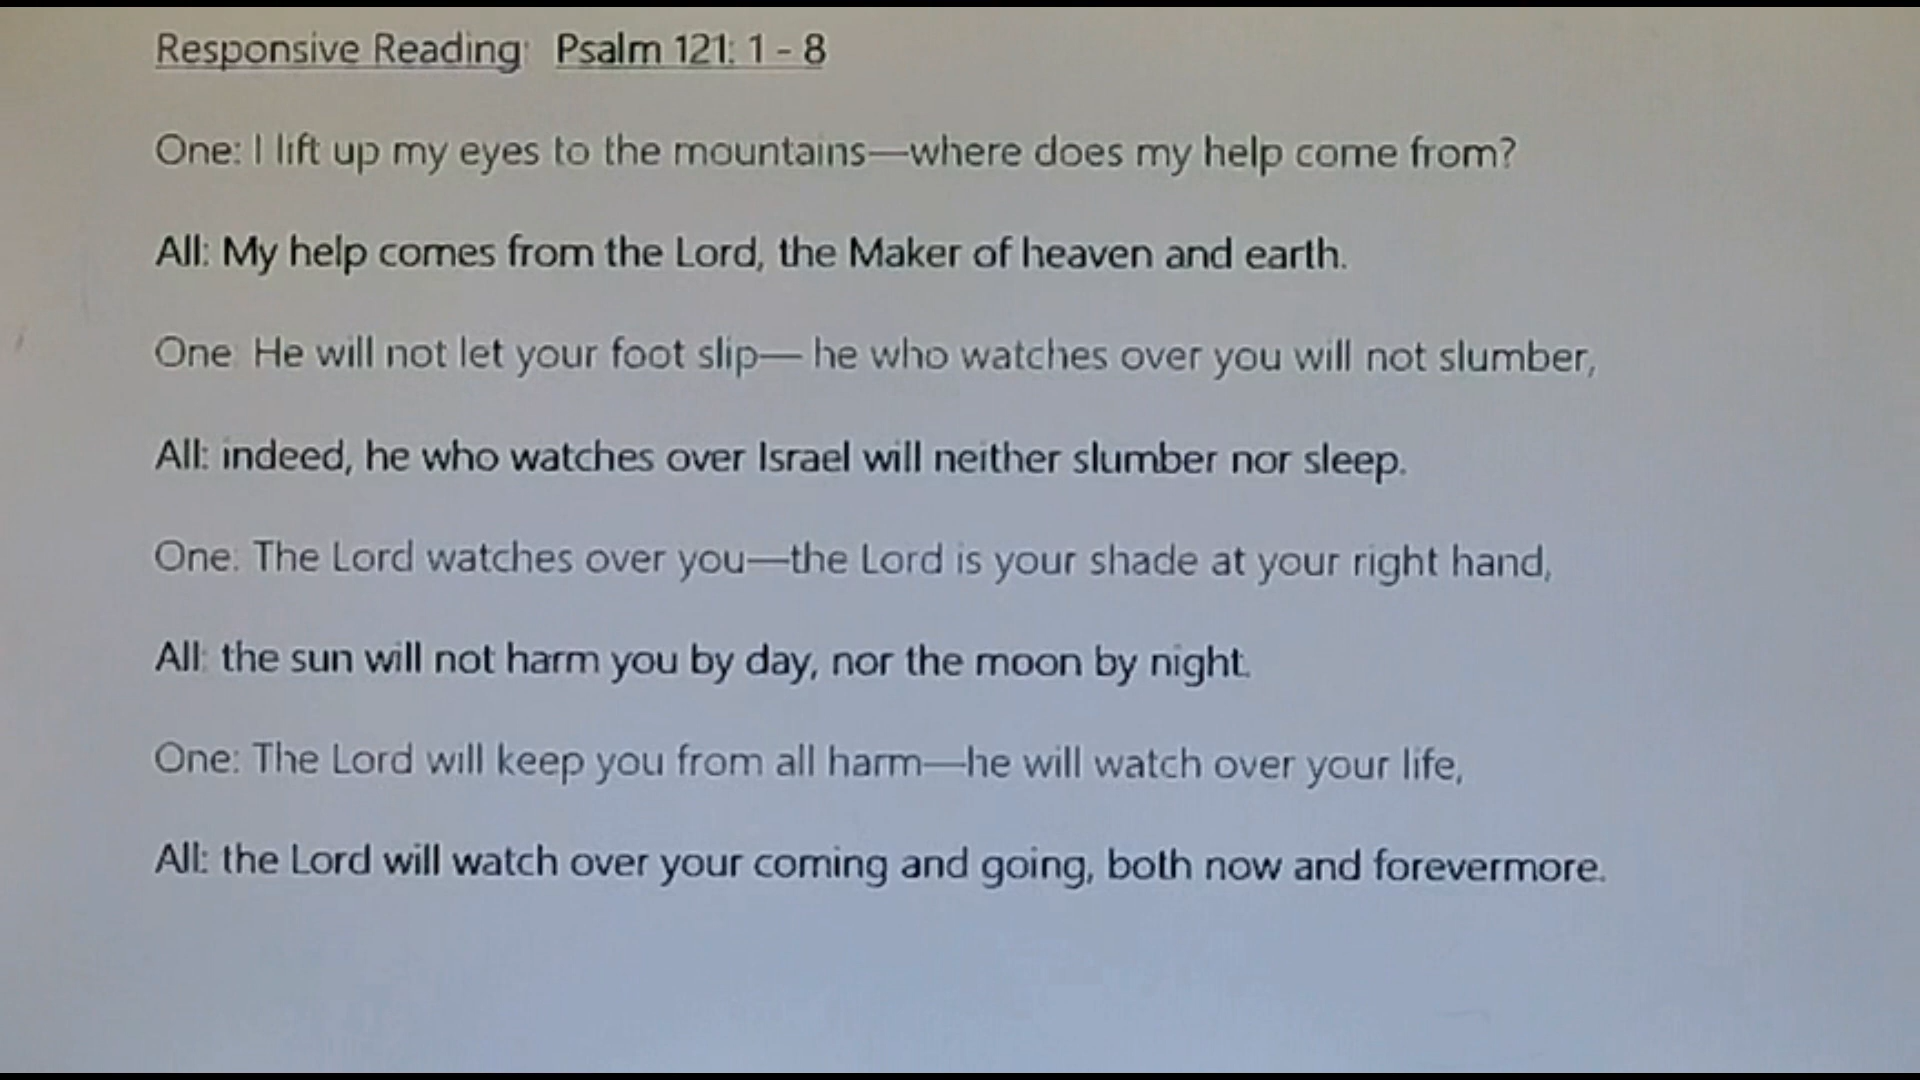 Responsive Reading: Psalm 121: 1 - 8
One: I lift up my eyes to the mountains—where does my help come from?
All: My help comes from the Lord, the Maker of heaven and earth.
One: He will not let your foot slip— he who watches over you will not slumber,
All: indeed, he who watches over Israel will neither slumber nor sleep.
One: The Lord watches over you—the Lord is your shade at your right hand,
All: the sun will not harm you by day, nor the moon by night.
One: The Lord will keep you from all harm—he will watch over your life,
All: the Lord will watch over your coming and going, both now and forevermore.